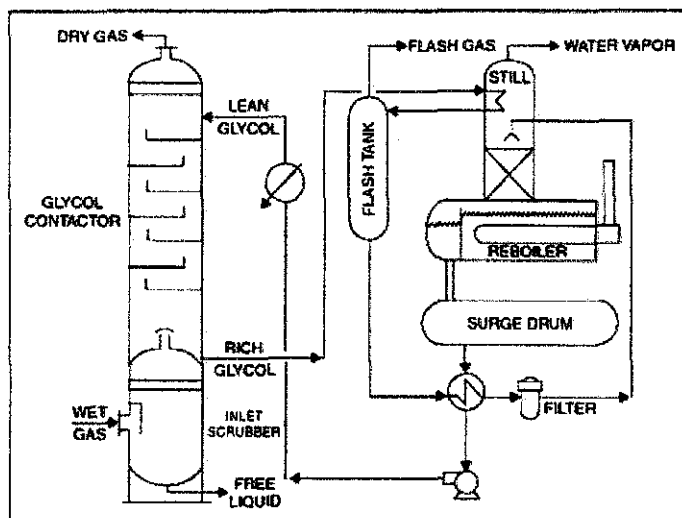 DRY GAS
FLASH GAS
WATER VAPOR
STILL
LEAN
GLYCOL
FLASH TANK
GLYCOL
CONTACTOR
REBOILER
SURGE DRUM
RICH
GLYCOL
WET
GAS
INLET
SCRUBBER
FILTER
FREE
LIQUID